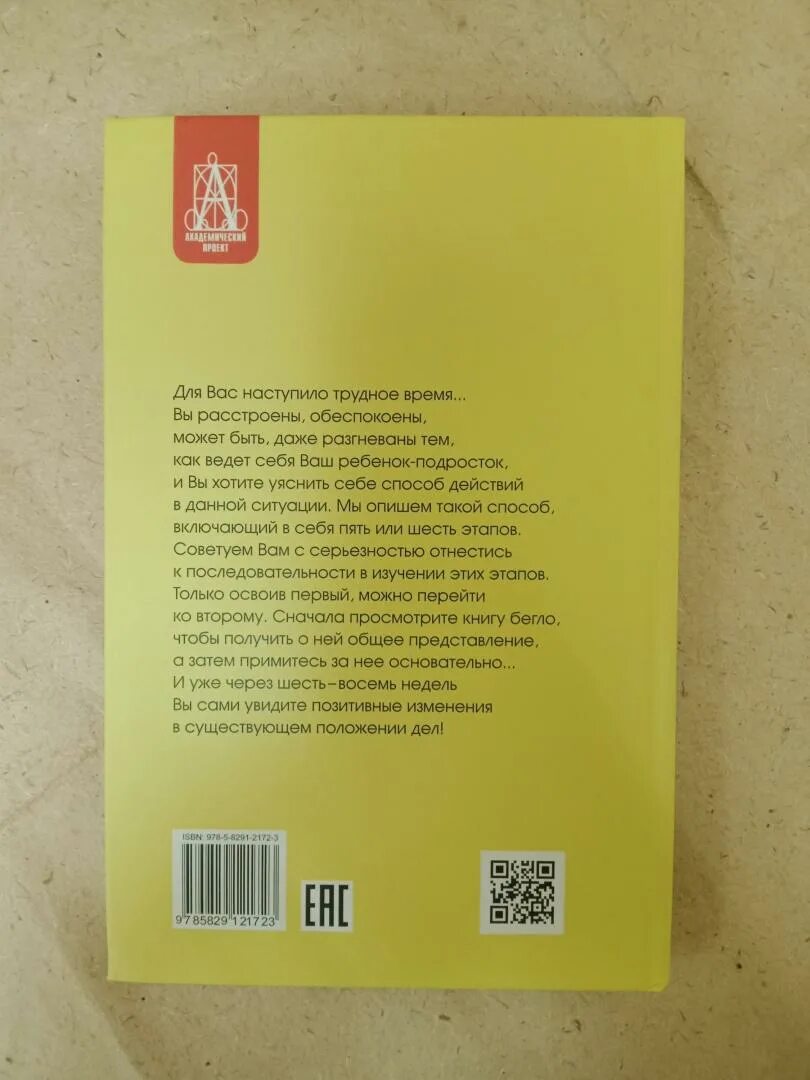 АКАДЕМИЧЕСКИЙ
ПРОЕКТ
Для Вас наступило трудное время...
Вы расстроены, обеспокоены,
может быть, даже разгневаны тем,
как ведет себя Ваш ребенок-подросток,
и Вы хотите уяснить себе способ действий
в данной ситуации. Мы опишем такой способ,
включающий в себя пять или шесть этапов.
Советуем Вам с серьезностью отнестись
к последовательности в изучении этих этапов.
Только освоив первый, можно перейти
ко второму. Сначала просмотрите книгу бегло,
чтобы получить о ней общее представление,
а затем примитесь за нее основательно...
И уже через шесть–восемь недель
Вы сами увидите позитивные изменения
в существующем положении дел!
ISBN: 978-5-8291-2172-3
9 785829 121723
ЕАС